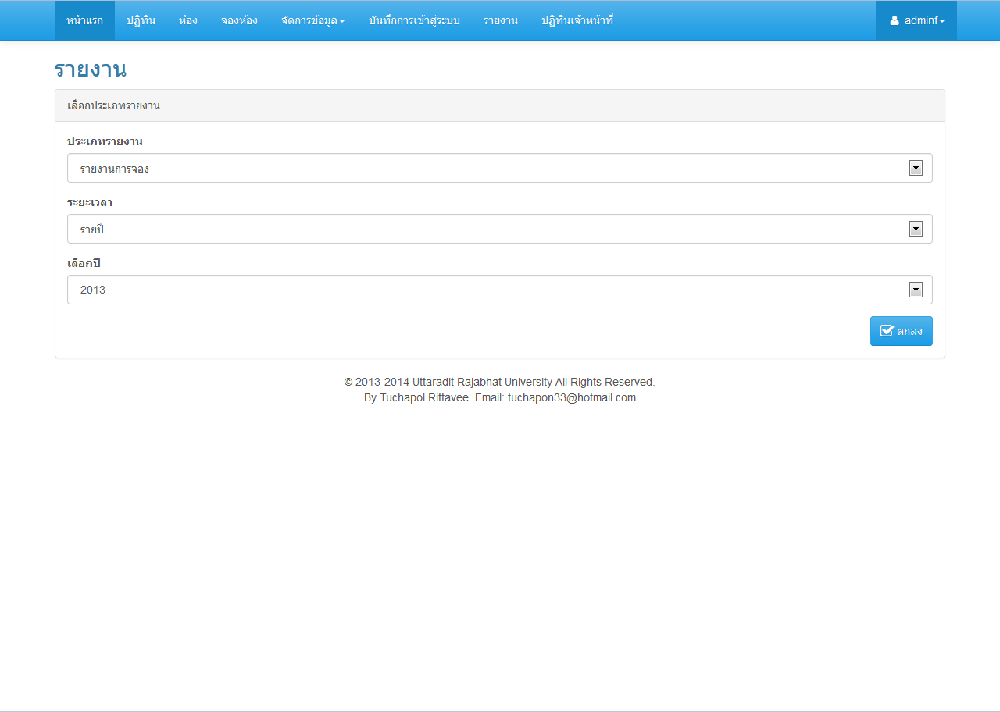 หน้าแรก ปฏิทิน ห้อง จองห้อง จัดการข้อมูล บันทึกการเข้าสู่ระบบ รายงาน ปฏิทินเจ้าหน้าที่ adminf
รายงาน
เลือกประเภทรายงาน
ประเภทรายงาน
รายงานการจอง
ระยะเวลา
รายปี
เลือกปี
2013
ตกลง
© 2013-2014 Uttaradit Rajabhat University All Rights Reserved.
By Tuchapol Rittavee. Email: tuchapon33@hotmail.com